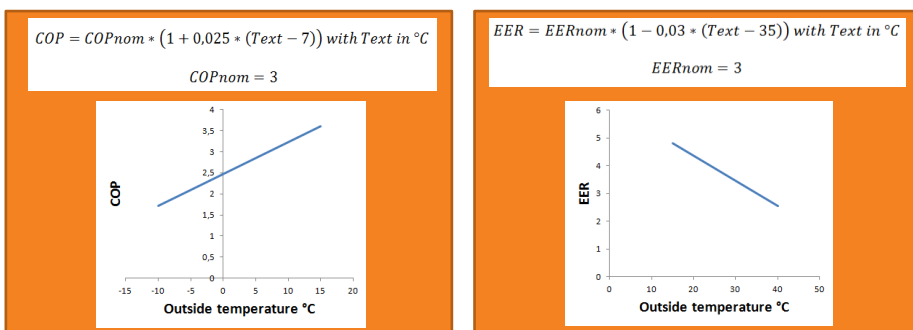 COP = COPnom * (1 + 0,025 * (Text − 7)) with Text in °C
COPnom = 3
4
3,5
3
2,5
2
1,5
1
0,5
0
-15 -10 -5 0 5 10 15 20
COP
Outside temperature °C
EER = EERnom * (1 − 0,03 * (Text − 35)) with Text in °C
EERnom = 3
6
5
4
3
2
1
0
0 10 20 30 40 50
EER
Outside temperature °C